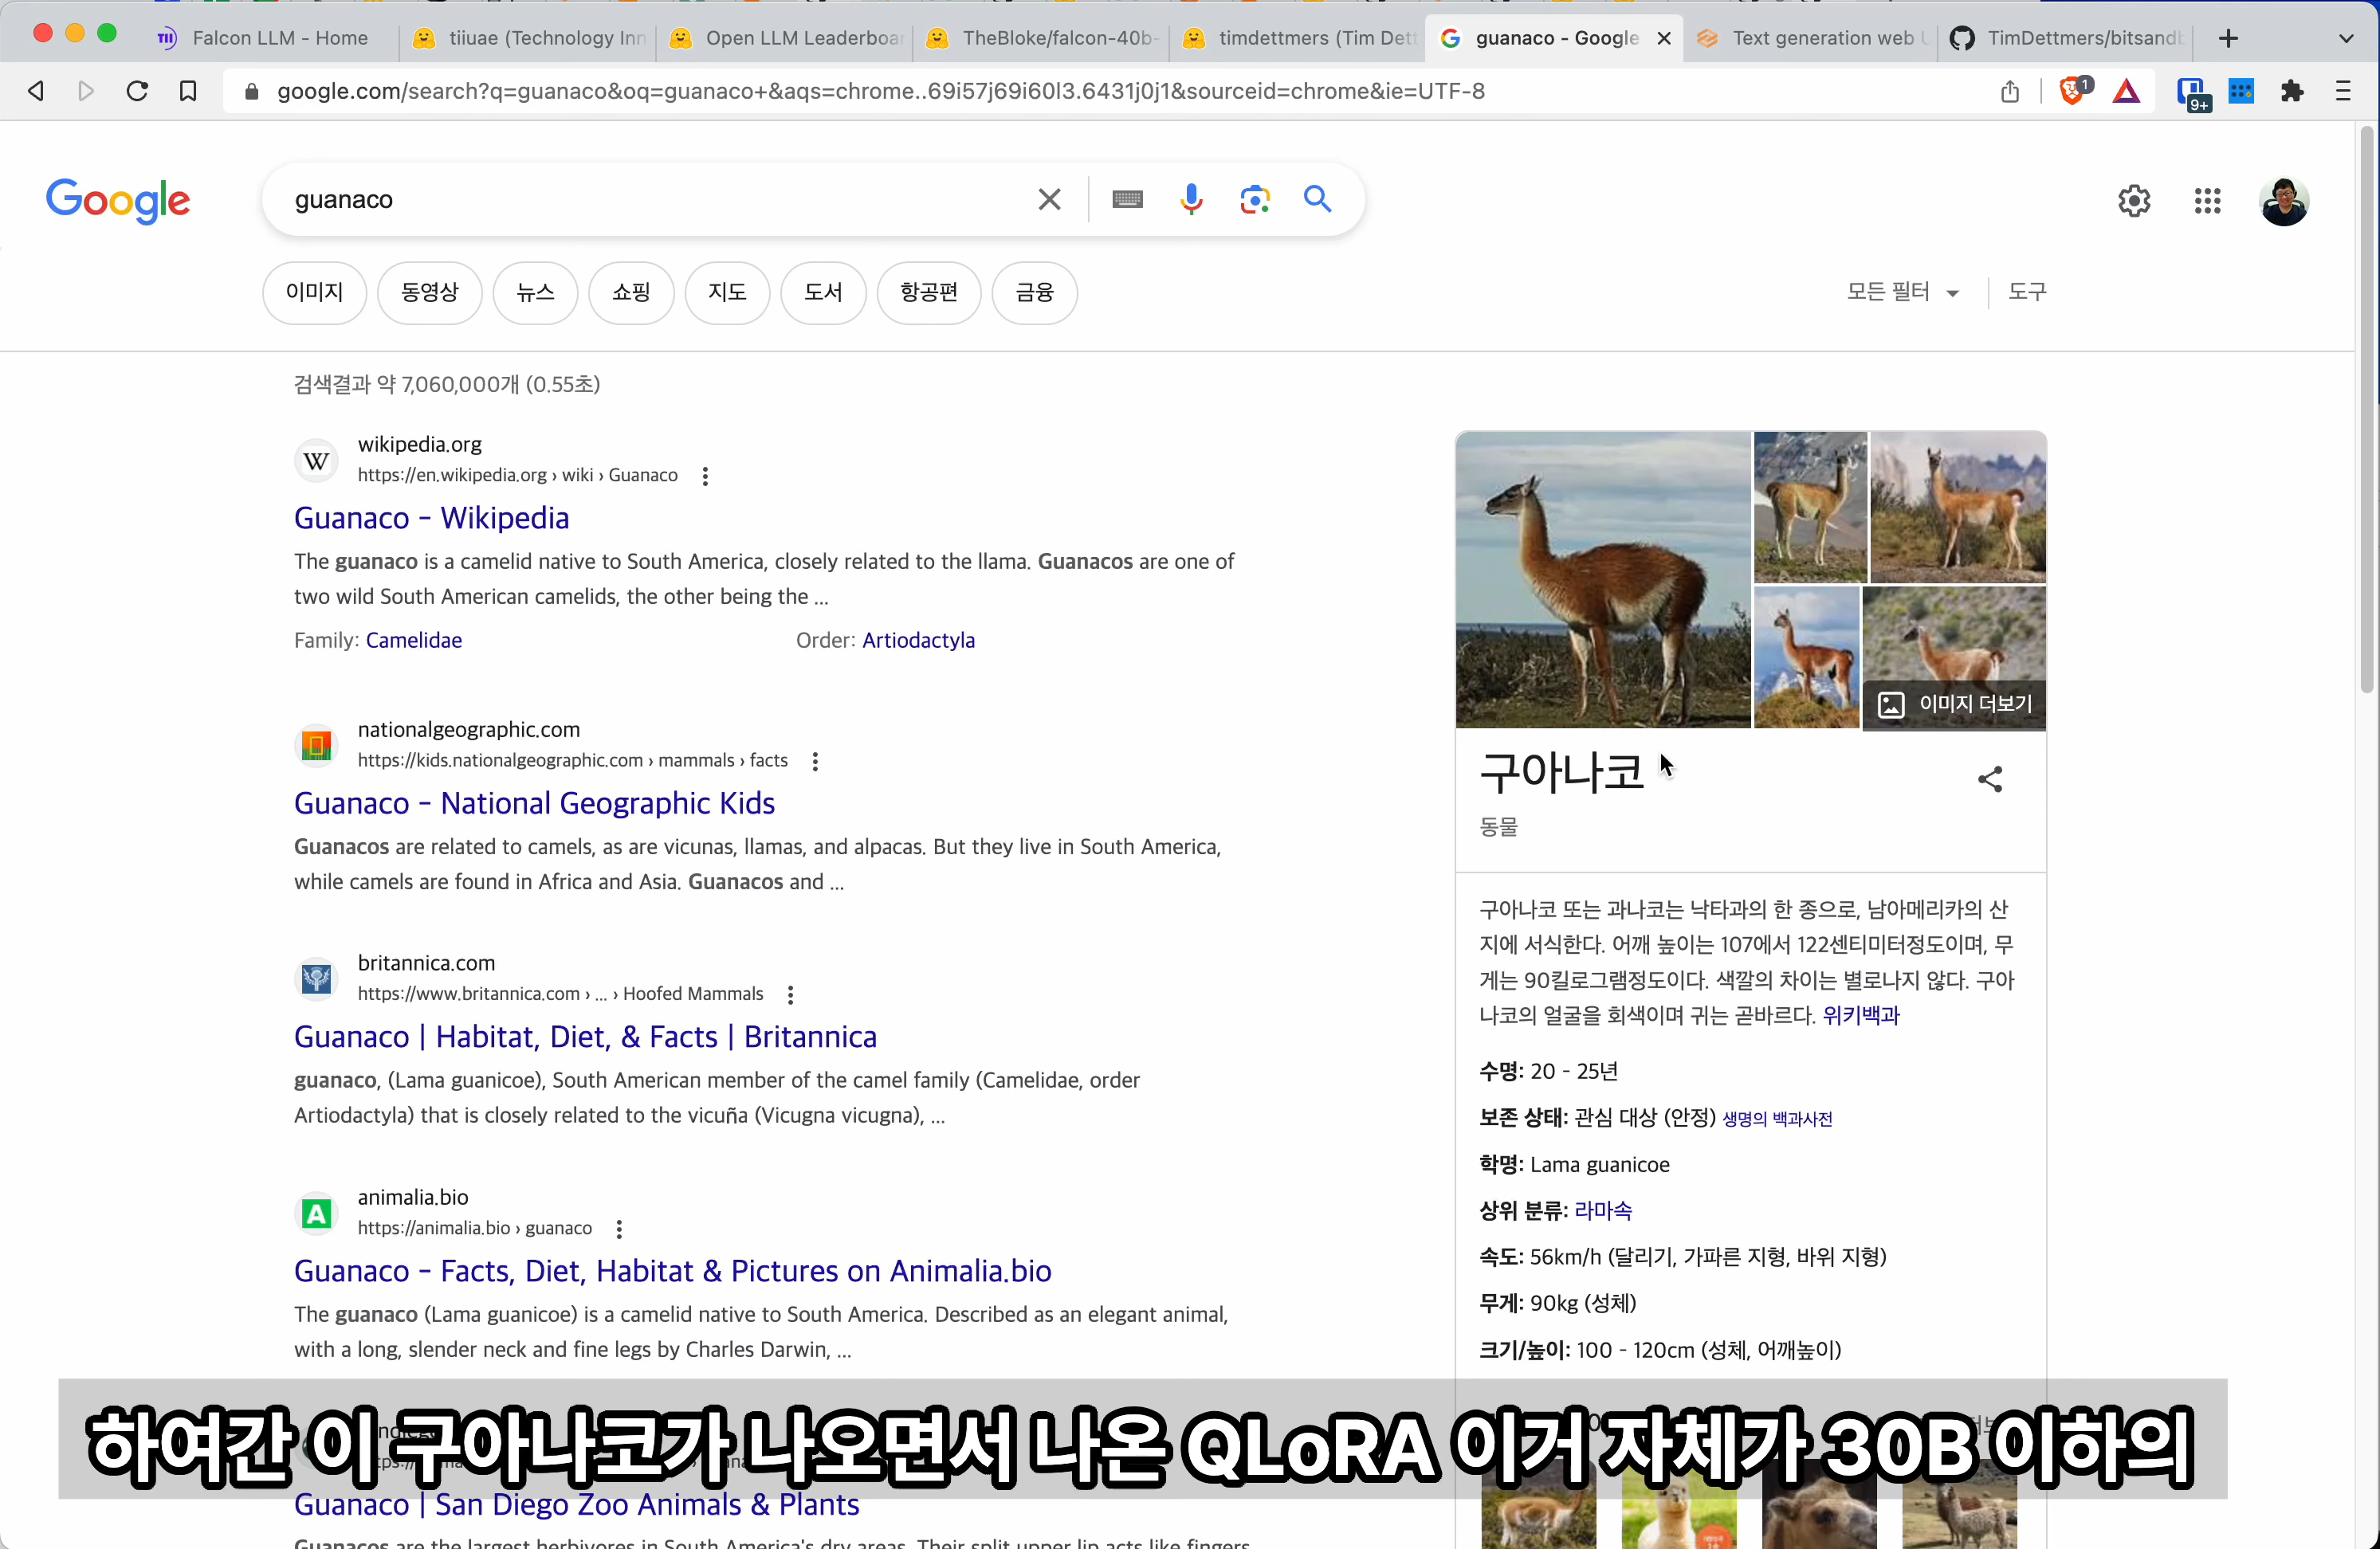 Falcon LLM - Home
tiiuae (Technology Inn
Open LLM Leaderboar
TheBloke/falcon-40b-
timdettmers (Tim Dett
guanaco - Google
Text generation web U
TimDettmers/bitsandb
google.com/search?q=guanaco&oq=guanaco+&aqs=chrome..69i57j69i60l3.6431j0j1&sourceid=chrome&ie=UTF-8
1
9+
Google
guanaco
이미지
동영상
뉴스
쇼핑
지도
도서
항공편
금융
모든 필터
도구
검색결과 약 7,060,000개 (0.55초)
wikipedia.org
https://en.wikipedia.org › wiki › Guanaco
Guanaco - Wikipedia
The guanaco is a camelid native to South America, closely related to the llama. Guanacos are one of
two wild South American camelids, the other being the ...
Family: Camelidae
Order: Artiodactyla
nationalgeographic.com
https://kids.nationalgeographic.com › mammals › facts
Guanaco - National Geographic Kids
Guanacos are related to camels, as are vicunas, llamas, and alpacas. But they live in South America,
while camels are found in Africa and Asia. Guanacos and ...
britannica.com
https://www.britannica.com › ... › Hoofed Mammals
Guanaco | Habitat, Diet, & Facts | Britannica
guanaco, (Lama guanicoe), South American member of the camel family (Camelidae, order
Artiodactyla) that is closely related to the vicuña (Vicugna vicugna), ...
animalia.bio
https://animalia.bio › guanaco
Guanaco - Facts, Diet, Habitat & Pictures on Animalia.bio
The guanaco (Lama guanicoe) is a camelid native to South America. Described as an elegant animal,
with a long, slender neck and fine legs by Charles Darwin, ...
Guanaco | San Diego Zoo Animals & Plants
Guanacos are the largest herbivores in South America's dry areas. Their split upper lip acts like fingers
이미지 더보기
구아나코
동물
구아나코 또는 과나코는 낙타과의 한 종으로, 남아메리카의 산
지에 서식한다. 어깨 높이는 107에서 122센티미터정도이며, 무
게는 90킬로그램정도이다. 색깔의 차이는 별로나지 않다. 구아
나코의 얼굴을 회색이며 귀는 곧바르다. 위키백과
수명: 20 - 25년
보존 상태: 관심 대상 (안정) 생명의 백과사전
학명: Lama guanicoe
상위 분류: 라마속
속도: 56km/h (달리기, 가파른 지형, 바위 지형)
무게: 90kg (성체)
크기/높이: 100 - 120cm (성체, 어깨높이)
하여간 이 구아나코가 나오면서 나온 QLoRA 이거 자체가 30B 이하의